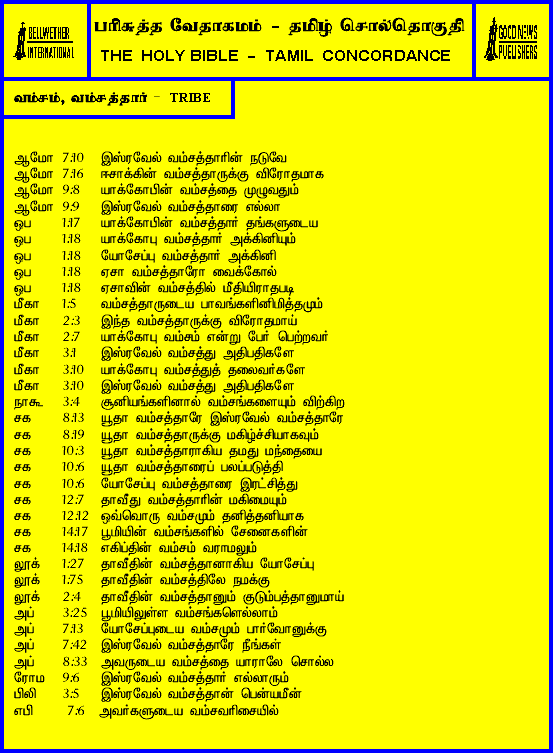 BELLWETHER
INTERNATIONAL
பரிசுத்த வேதாகமம் - தமிழ் சொல்தொகுதி
THE HOLY BIBLE - TAMIL CONCORDANCE
GOOD NEWS
PUBLISHERS
வம்சம், வம்சத்தார் - TRIBE
ஆமோ 7:10 இஸ்ரவேல் வம்சத்தாரின் நடுவே
ஆமோ 7:16 ஈசாக்கின் வம்சத்தாருக்கு விரோதமாக
ஆமோ 9:8 யாக்கோபின் வம்சத்தை முழுவதும்
ஆமோ 9:9 இஸ்ரவேல் வம்சத்தாரை எல்லா
ஒப 1:17 யாக்கோபின் வம்சத்தார் தங்களுடைய
ஒப 1:18 யாக்கோபு வம்சத்தார் அக்கினியும்
ஒப 1:18 யோசேப்பு வம்சத்தார் அக்கினி
ஒப 1:18 ஏசா வம்சத்தாரோ வைக்கோல்
ஒப 1:18 ஏசாவின் வம்சத்தில் மீதியிராதபடி
மீகா 1:5 வம்சத்தாருடைய பாவங்களினிமித்தமும்
மீகா 2:3 இந்த வம்சத்தாருக்கு விரோதமாய்
மீகா 2:7 யாக்கோபு வம்சம் என்று பேர் பெற்றவர்
மீகா 3:1 இஸ்ரவேல் வம்சத்து அதிபதிகளே
மீகா 3:10 யாக்கோபு வம்சத்துத் தலைவர்களே
மீகா 3:10 இஸ்ரவேல் வம்சத்து அதிபதிகளே
நாகூ 3:4 சூனியங்களினால் வம்சங்களையும் விற்கிற
சக 8:13 யூதா வம்சத்தாரே இஸ்ரவேல் வம்சத்தாரே
சக 8:19 யூதா வம்சத்தாருக்கு மகிழ்ச்சியாகவும்
சக 10:3 யூதா வம்சத்தாராகிய தமது மந்தையை
சக 10:6 யூதா வம்சத்தாரைப் பலப்படுத்தி
சக 10:6 யோசேப்பு வம்சத்தாரை இரட்சித்து
சக 12:7 தாவீது வம்சத்தாரின் மகிமையும்
சக 12:12 ஒவ்வொரு வம்சமும் தனித்தனியாக
சக 14:17 பூமியின் வம்சங்களில் சேனைகளின்
சக 14:18 எகிப்தின் வம்சம் வராமலும்
லூக் 1:27 தாவீதின் வம்சத்தானாகிய யோசேப்பு
லூக் 1:75 தாவீதின் வம்சத்திலே நமக்கு
லூக் 2:4 தாவீதின் வம்சத்தானும் குடும்பத்தானுமாய்
அப் 3:25 பூமியிலுள்ள வம்சங்களெல்லாம்
அப் 7:13 யோசேப்புடைய வம்சமும் பார்வோனுக்கு
அப் 7:42 இஸ்ரவேல் வம்சத்தாரே நீங்கள்
அப் 8:33 அவருடைய வம்சத்தை யாராலே சொல்ல
ரோம 9:6 இஸ்ரவேல் வம்சத்தார் எல்லாரும்
பிலி 3:5 இஸ்ரவேல் வம்சத்தான் பென்யமீன்
எபி 7:6 அவர்களுடைய வம்சவரிசையில்